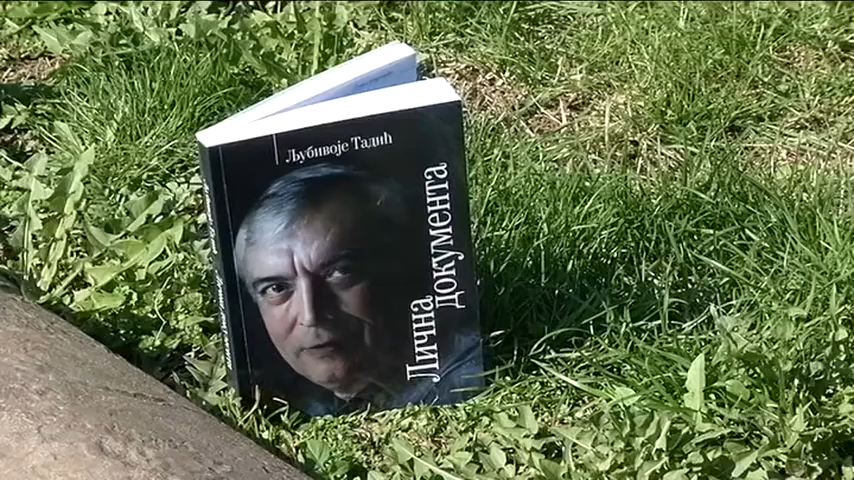 Љубивоје Тадић
Лична
документа